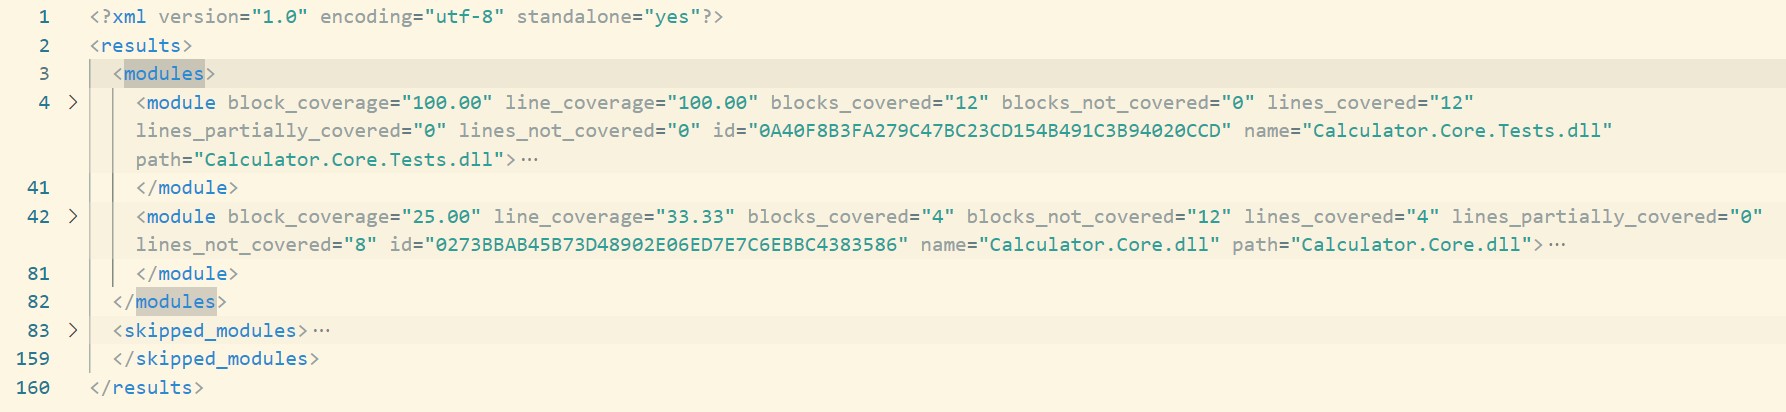 1 <?xml version="1.0" encoding="utf-8" standalone="yes"?>
2 <results>
3 <modules>
4 > <module block_coverage="100.00" line_coverage="100.00" blocks_covered="12" blocks_not_covered="0" lines_covered="12"
lines_partially_covered="0" lines_not_covered="0" id="0A40F8B3FA279C47BC23CD154B491C3B94020CCD" name="Calculator.Core.Tests.dll"
path="Calculator.Core.Tests.dll">···
41 </module>
42 > <module block_coverage="25.00" line_coverage="33.33" blocks_covered="4" blocks_not_covered="12" lines_covered="4" lines_partially_covered="0"
lines_not_covered="8" id="0273BBAB45B73D48902E06ED7E7C6EBBC4383586" name="Calculator.Core.dll" path="Calculator.Core.dll">···
81 </module>
82 </modules>
83 > <skipped_modules>···
159 </skipped_modules>
160 </results>